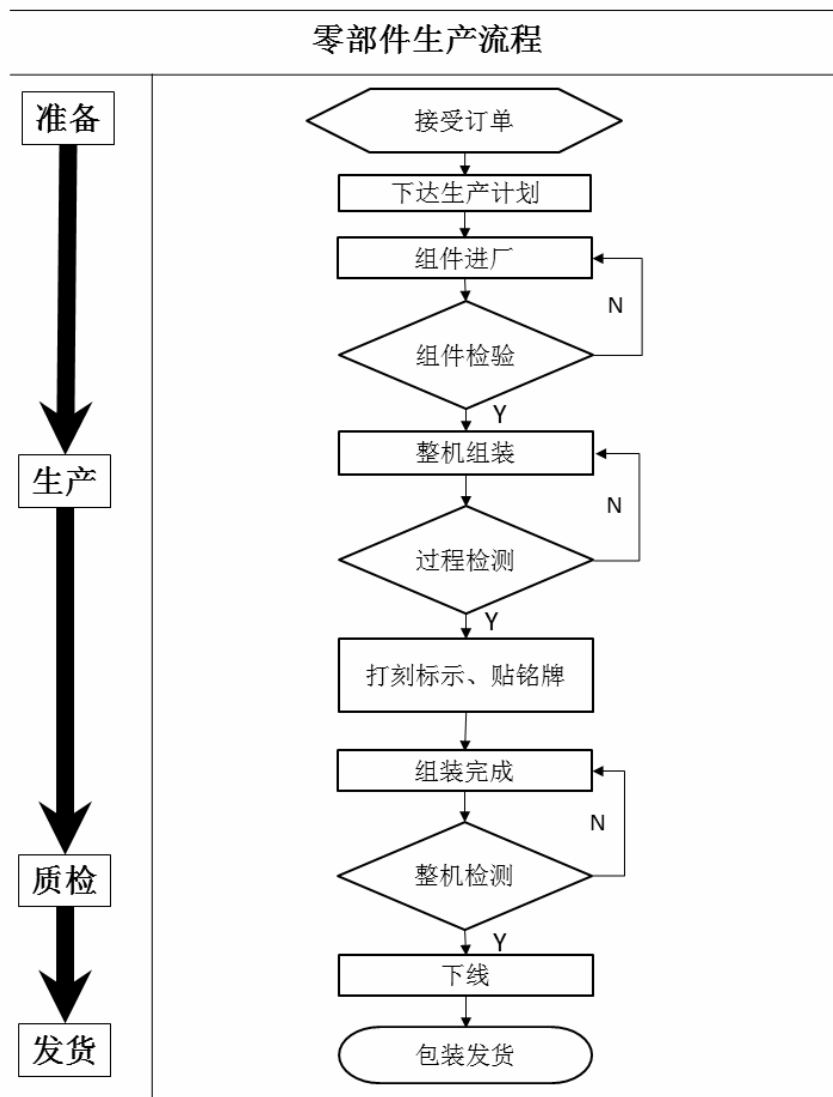 零部件生产流程
准备
接受订单
下达生产计划
组件进厂
N
组件检验
Y
生产
整机组装
N
过程检测
Y
打刻标示、贴铭牌
组装完成
N
质检
整机检测
Y
下线
发货
包装发货